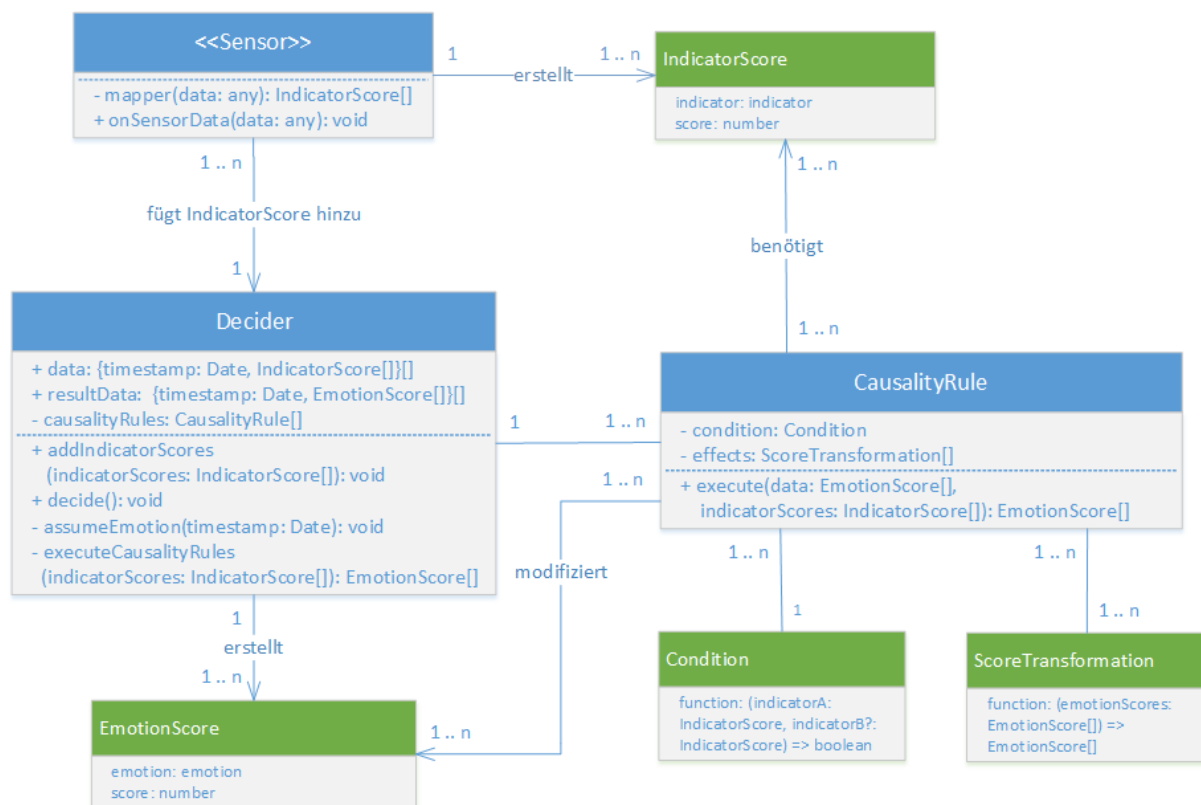 <<Sensor>>
- mapper(data: any): IndicatorScore[]
+ onSensorData(data: any): void
1
erstellt
1 .. n
IndicatorScore
indicator: indicator
score: number
1 .. n
fügt IndicatorScore hinzu
1
1 .. n
benötigt
1 .. n
Decider
+ data: {timestamp: Date, IndicatorScore[]}[]
+ resultData:  {timestamp: Date, EmotionScore[]}[]
- causalityRules: CausalityRule[]
+ addIndicatorScores
(indicatorScores: IndicatorScore[]): void
+ decide(): void
- assumeEmotion(timestamp: Date): void
- executeCausalityRules
(indicatorScores: IndicatorScore[]): EmotionScore[]
1
1 .. n
CausalityRule
- condition: Condition
- effects: ScoreTransformation[]
+ execute(data: EmotionScore[],
indicatorScores: IndicatorScore[]): EmotionScore[]
1 .. n
modifiziert
1 .. n
1
erstellt
1 .. n
EmotionScore
emotion: emotion
score: number
1 .. n
1
Condition
function: (indicatorA:
IndicatorScore, indicatorB?:
IndicatorScore) => boolean
1 .. n
1 .. n
ScoreTransformation
function: (emotionScores:
EmotionScore[]) =>
EmotionScore[]